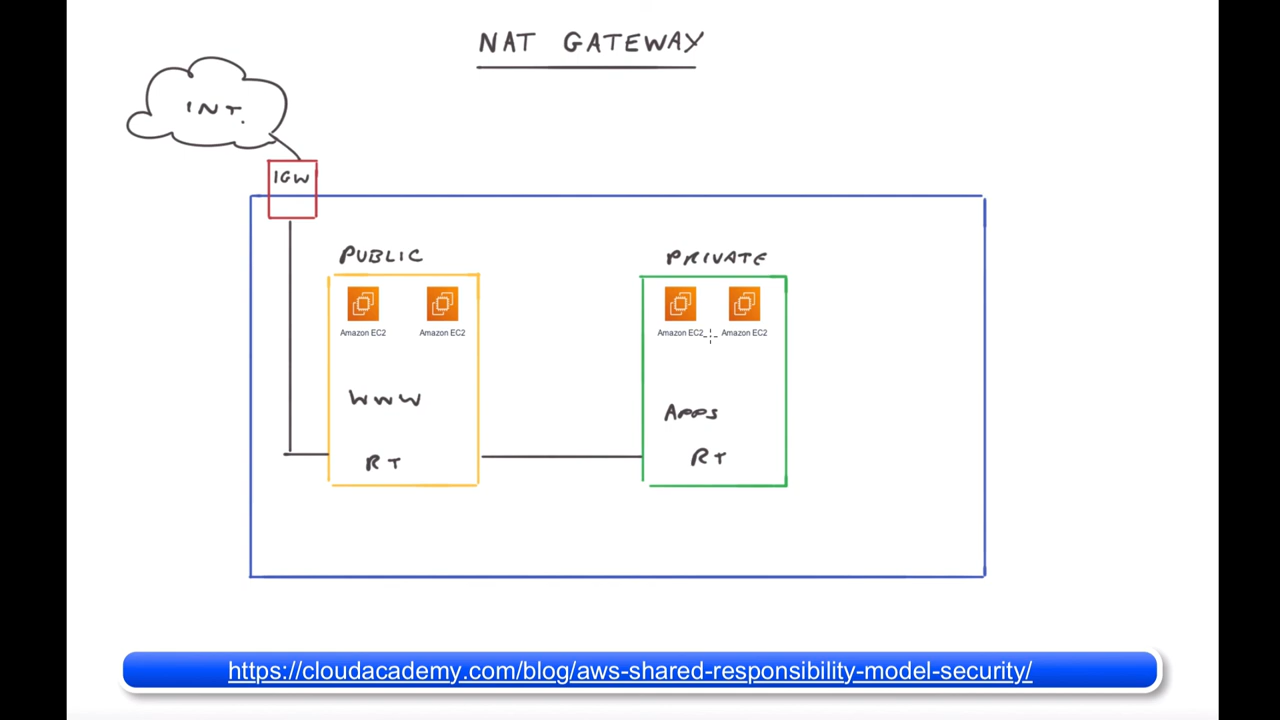 NAT GATEWAY
INT.
IGW
PUBLIC
PRIVATE
Amazon EC2
Amazon EC2
Amazon EC2
Amazon EC2
WWW
APPS
RT
RT
https://cloudacademy.com/blog/aws-shared-responsibility-model-security/